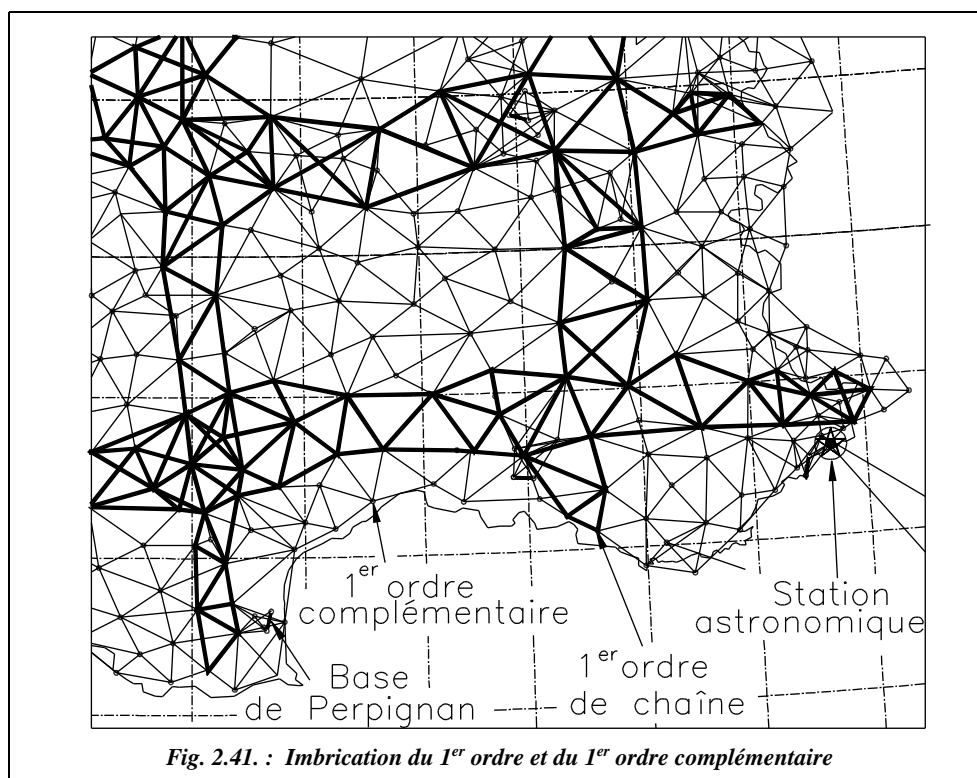 1er ordre
complémentaire
Base
de Perpignan
1er ordre
de chaîne
Station
astronomique
Fig. 2.41. : Imbrication du 1er ordre et du 1er ordre complémentaire